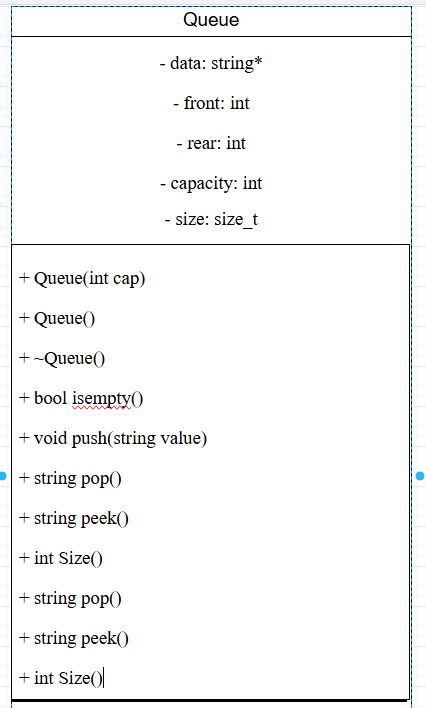 Queue
- data: string*
- front: int
- rear: int
- capacity: int
- size: size_t
+ Queue(int cap)
+ Queue()
+ ~Queue()
+ bool isempty()
+ void push(string value)
+ string pop()
+ string peek()
+ int Size()
+ string pop()
+ string peek()
+ int Size()